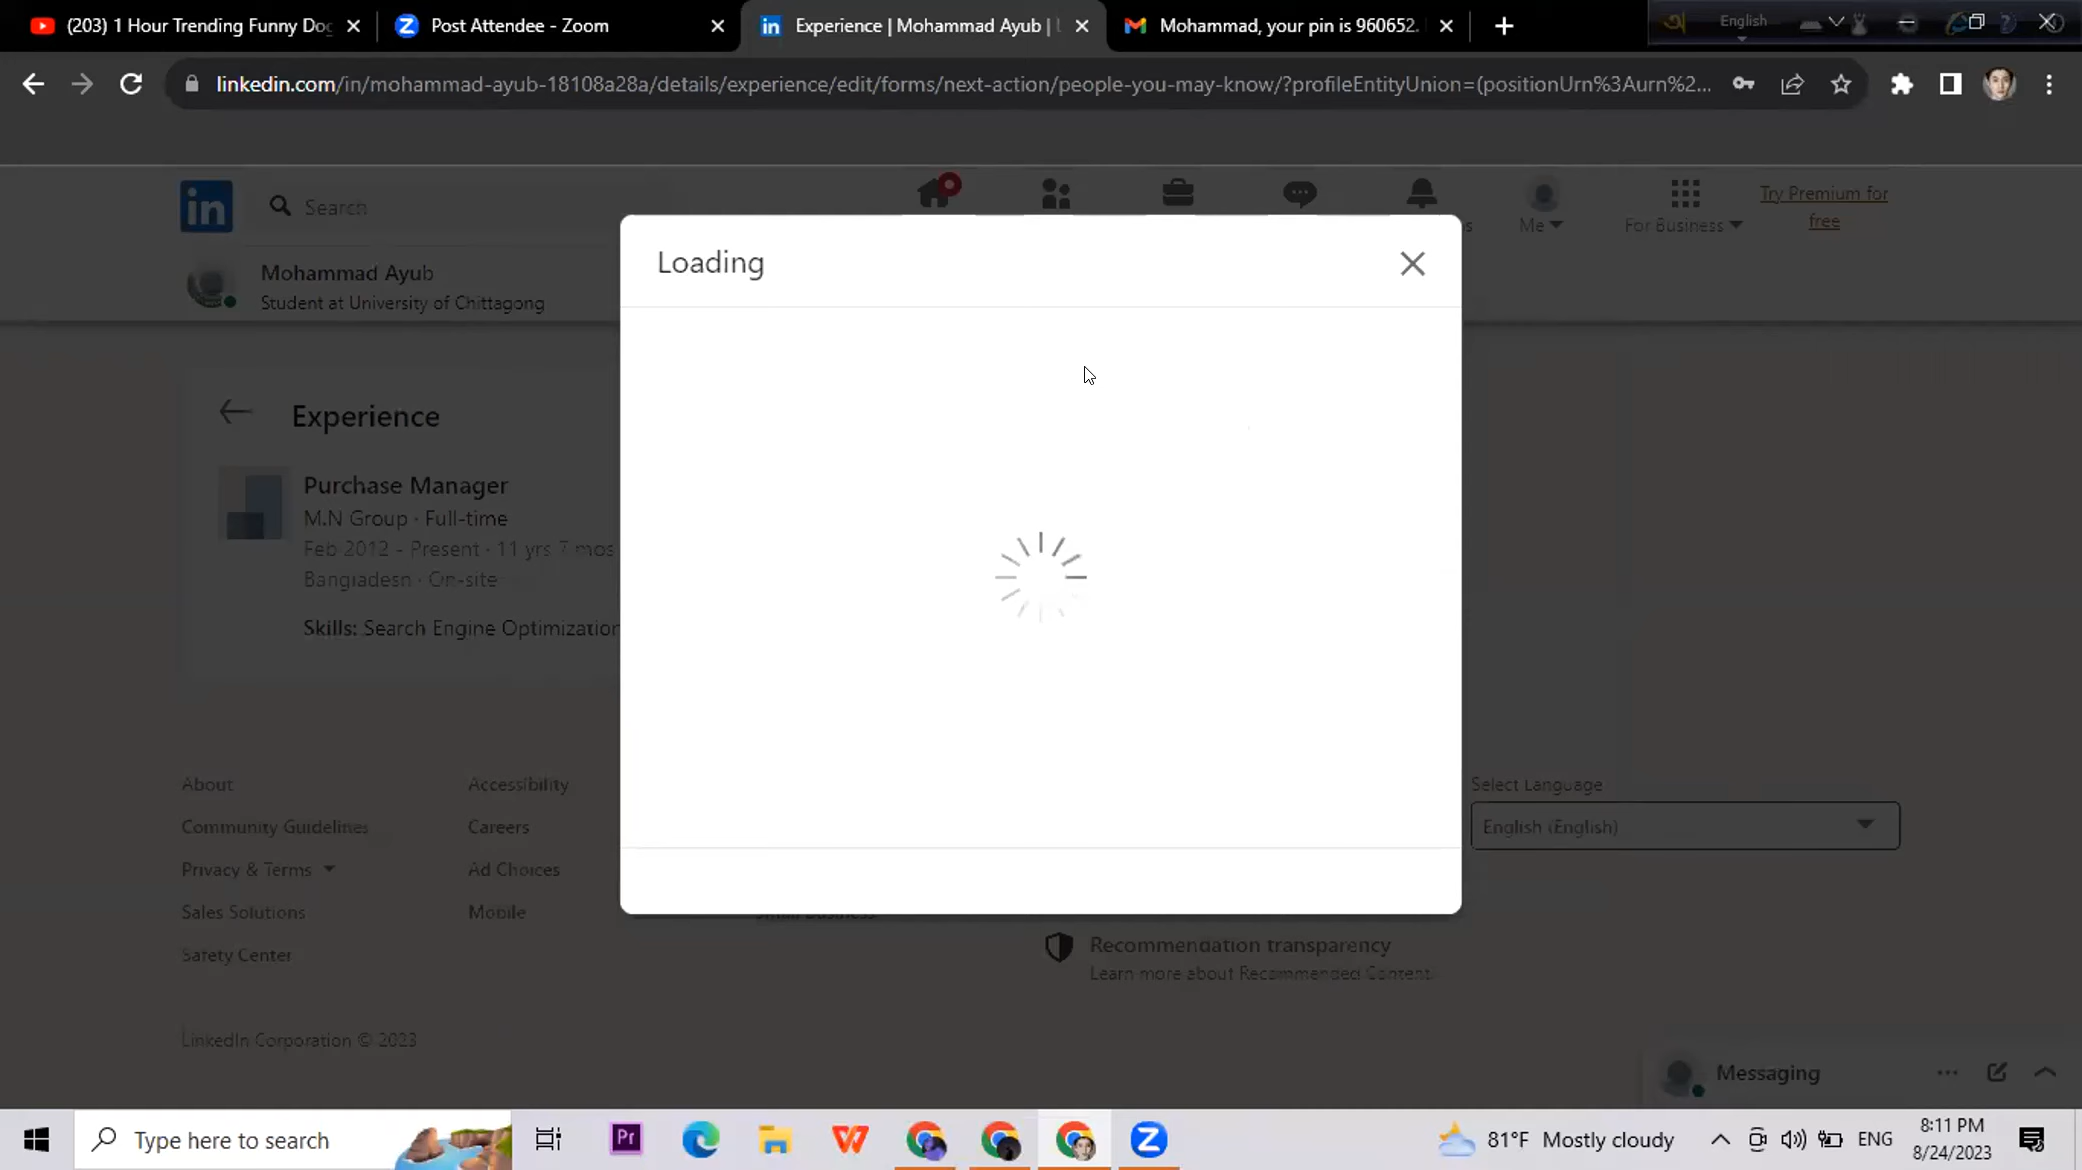 (203) 1 Hour Trending Funny Dog
Post Attendee - Zoom
Experience | Mohammad Ayub |
Mohammad, your pin is 960652.
English
linkedin.com/in/mohammad-ayub-18108a28a/details/experience/edit/forms/next-action/people-you-may-know/?profileEntityUnion=(positionUrn%3Aurn%2...
in
Search
Me
For Business
Try Premium for
free
Mohammad Ayub
Student at University of Chittagong
Loading
Experience
Purchase Manager
M.N Group · Full-time
Feb 2012 - Present · 11 yrs 7 mos
Bangladesh · On-site
Skills: Search Engine Optimization
About
Accessibility
Select Language
Community Guidelines
Careers
English (English)
Privacy & Terms
Ad Choices
Sales Solutions
Mobile
Small Business
Safety Center
Recommendation transparency
Learn more about Recommended Content.
LinkedIn Corporation © 2023
Messaging
Type here to search
Pr
81°F Mostly cloudy
ENG
8:11 PM
8/24/2023